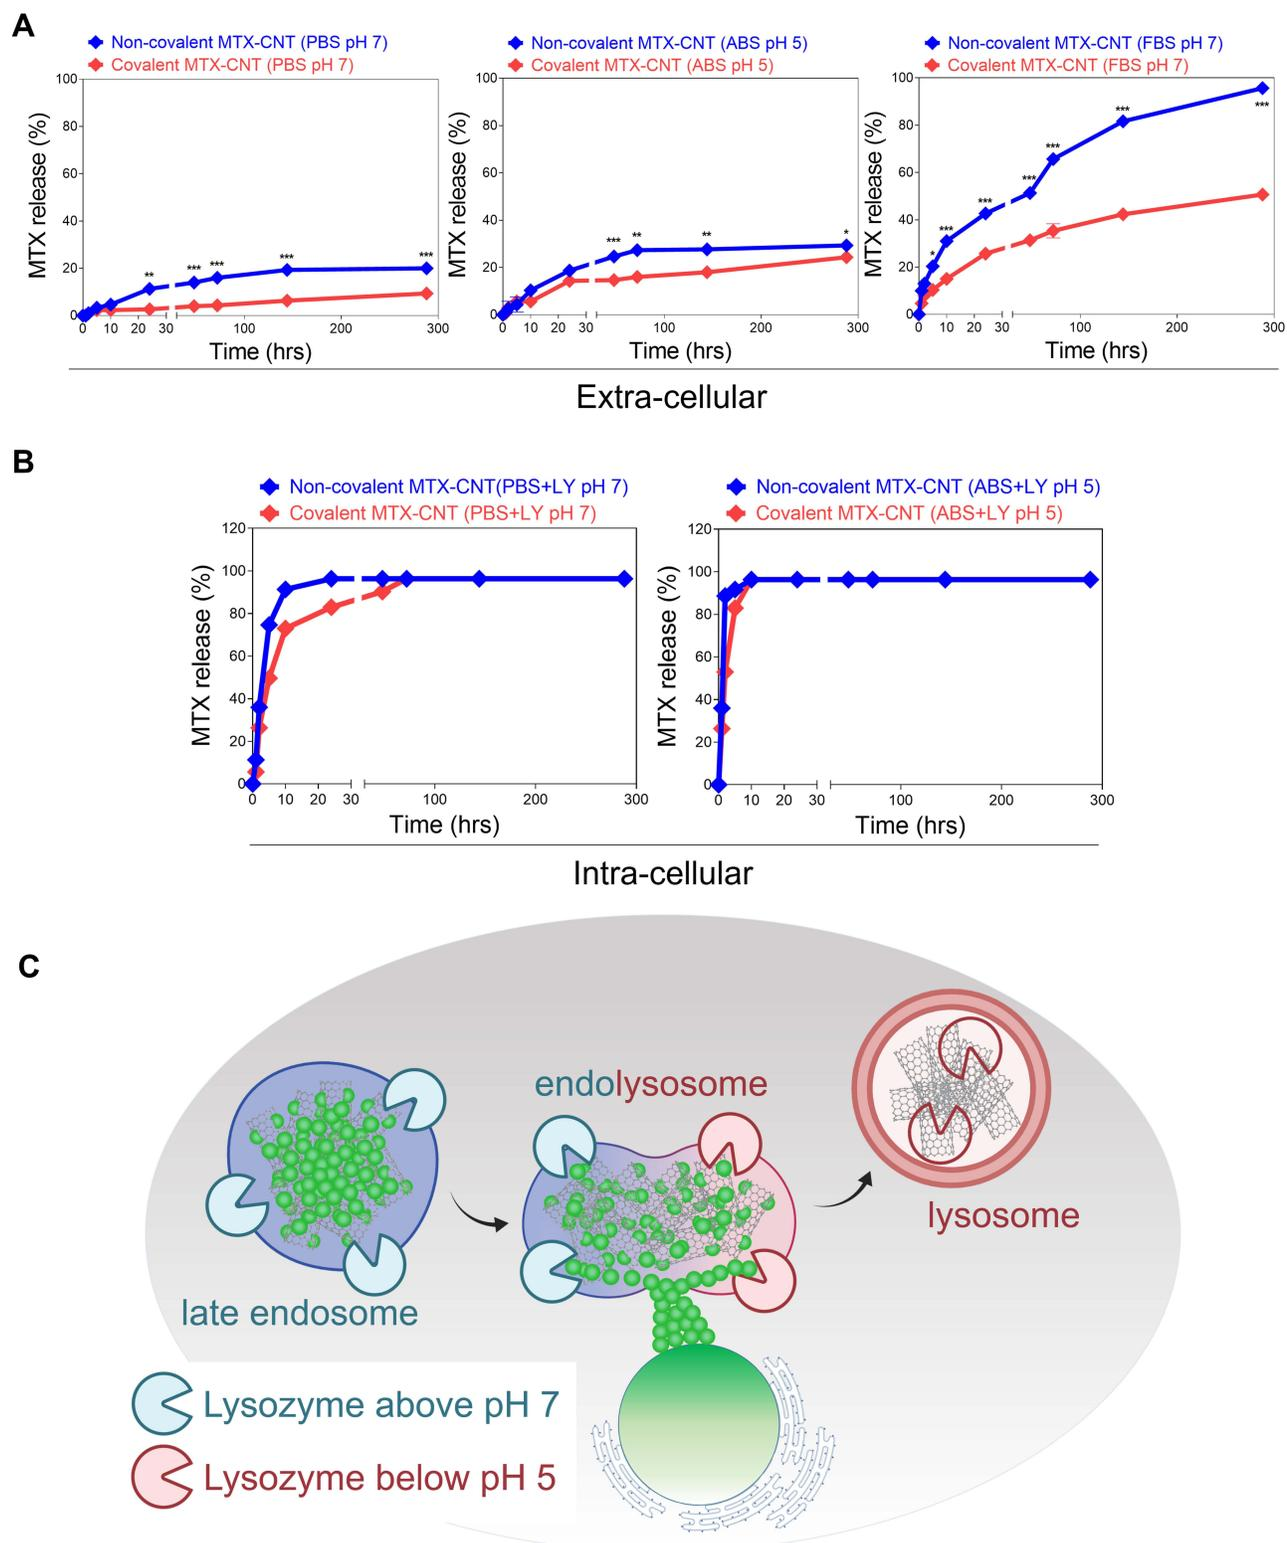 A
Non-covalent MTX-CNT (PBS pH 7)
Covalent MTX-CNT (PBS pH 7)
MTX release (%)
100
80
60
40
20
0
** *** *** *** ***
0 10 20 30 100 200 300
Time (hrs)
Non-covalent MTX-CNT (ABS pH 5)
Covalent MTX-CNT (ABS pH 5)
MTX release (%)
100
80
60
40
20
0
*** ** ** *
0 10 20 30 100 200 300
Time (hrs)
Non-covalent MTX-CNT (FBS pH 7)
Covalent MTX-CNT (FBS pH 7)
MTX release (%)
100
80
60
40
20
0
* *** *** *** *** *** ***
0 10 20 30 100 200 300
Time (hrs)
Extra-cellular
B
Non-covalent MTX-CNT(PBS+LY pH 7)
Covalent MTX-CNT (PBS+LY pH 7)
MTX release (%)
120
100
80
60
40
20
0
0 10 20 30 100 200 300
Time (hrs)
Non-covalent MTX-CNT (ABS+LY pH 5)
Covalent MTX-CNT (ABS+LY pH 5)
MTX release (%)
120
100
80
60
40
20
0
0 10 20 30 100 200 300
Time (hrs)
Intra-cellular
C
endolysosome
lysosome
late endosome
Lysozyme above pH 7
Lysozyme below pH 5